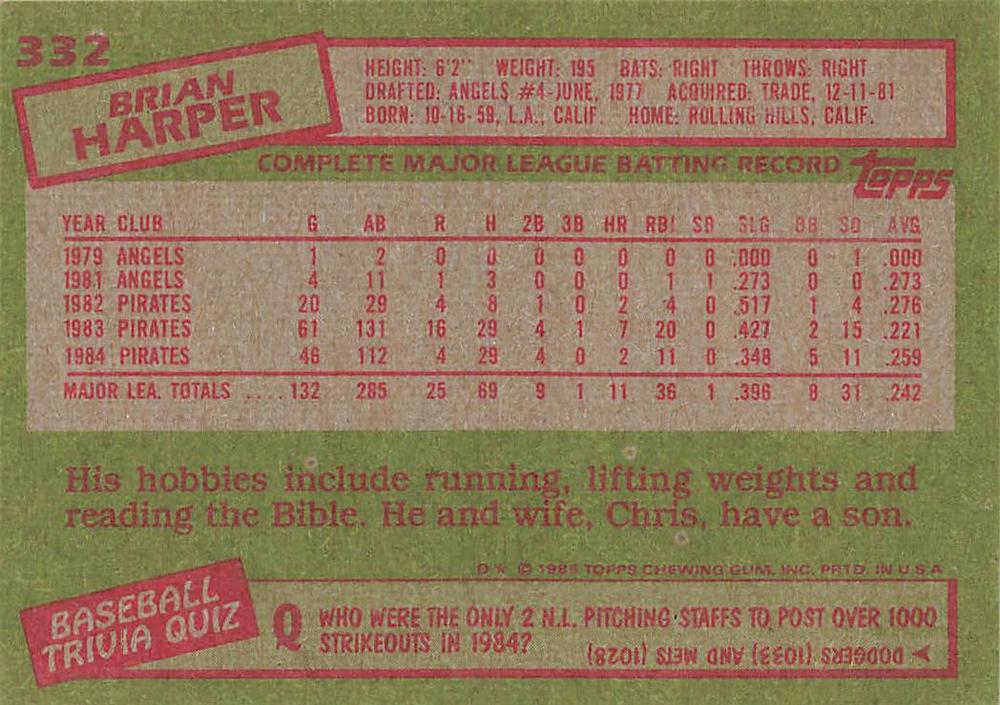 332
BRIAN
HARPER
HEIGHT: 6'2" WEIGHT: 195 BATS: RIGHT THROWS: RIGHT
DRAFTED: ANGELS #4-JUNE, 1977 ACQUIRED: TRADE, 12-11-81
BORN: 10-16-59, L.A., CALIF. HOME: ROLLING HILLS, CALIF.
COMPLETE MAJOR LEAGUE BATTING RECORD topps
YEAR CLUB G AB R H 2B 3B HR RBI SB SLG BB SO AVG
1979 ANGELS 1 2 0 0 0 0 0 0 0 .000 0 1 .000
1981 ANGELS 4 11 1 3 0 0 0 1 1 .273 0 0 .273
1982 PIRATES 20 29 4 8 1 0 2 4 0 .517 1 4 .276
1983 PIRATES 61 131 16 29 4 1 7 20 0 .427 2 15 .221
1984 PIRATES 46 112 4 29 4 0 2 11 0 .348 5 11 .259
MAJOR LEA. TOTALS .... 132 285 25 69 9 1 11 36 1 .396 8 31 .242
His hobbies include running, lifting weights and
reading the Bible. He and wife, Chris, have a son.
D * © 1985 TOPPS CHEWING GUM, INC. PRTD. IN U S A
BASEBALL
TRIVIA QUIZ
Q WHO WERE THE ONLY 2 N.L. PITCHING STAFFS TO POST OVER 1000
STRIKEOUTS IN 1984?
DODGERS (1033) AND METS (1028)